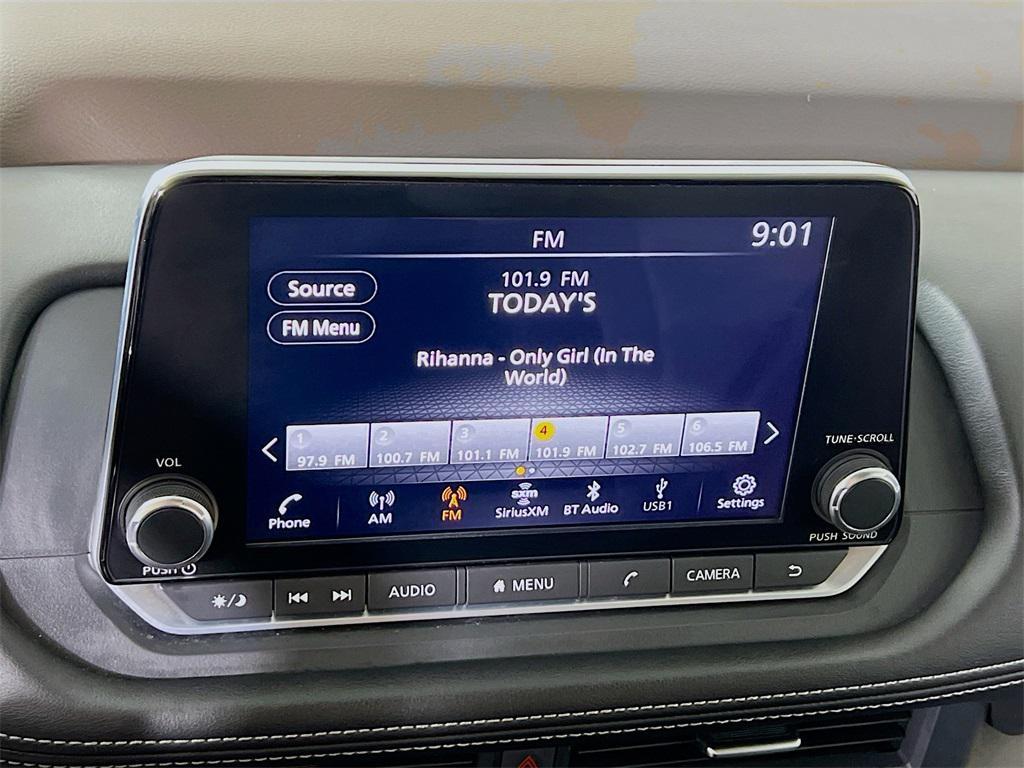 FM
9:01
Source
101.9 FM
TODAY'S
FM Menu
Rihanna - Only Girl (In The
World)
1 2 3 4 5 6
97.9 FM 100.7 FM 101.1 FM 101.9 FM 102.7 FM 106.5 FM
Phone AM FM sxm SiriusXM BT Audio USB1 Settings
VOL
PUSH
TUNE·SCROLL
PUSH SOUND
AUDIO MENU CAMERA